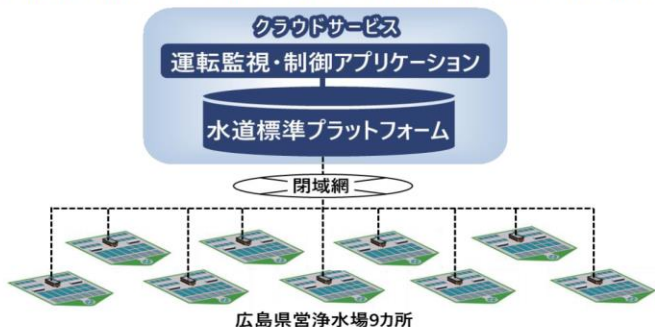 クラウドサービス
運転監視・制御アプリケーション
水道標準プラットフォーム
閉域網
広島県営浄水場9カ所